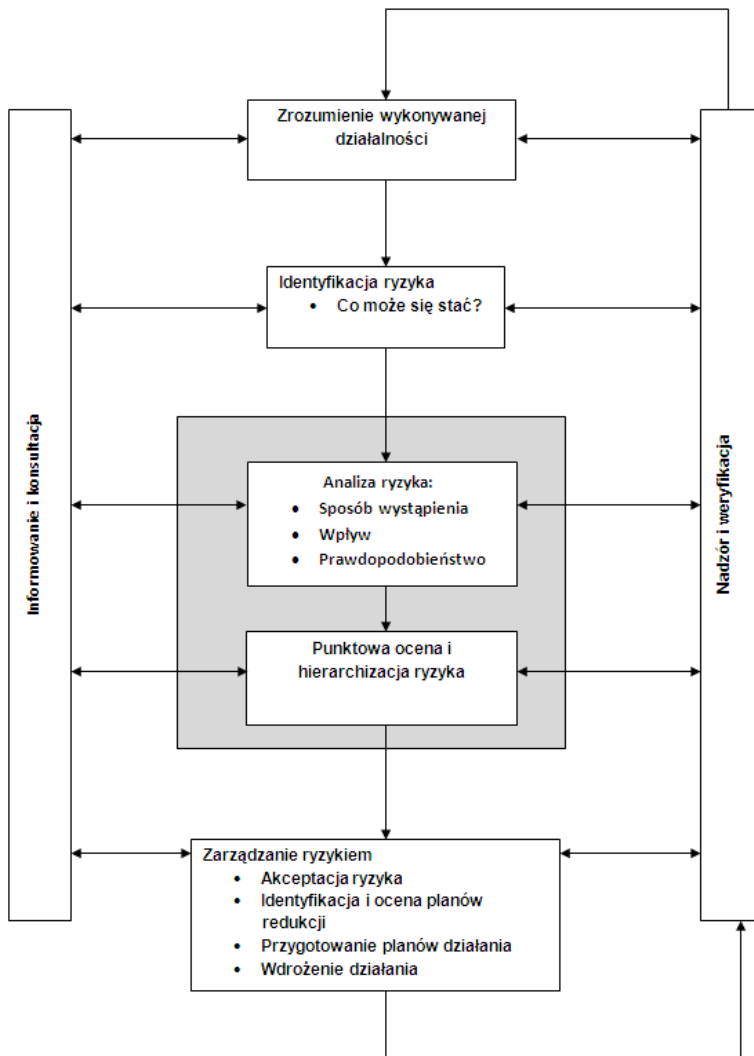 Zrozumienie wykonywanej
działalności
Identyfikacja ryzyka
• Co może się stać?
Informowanie i konsultacja
Nadzór i weryfikacja
Analiza ryzyka:
• Sposób wystąpienia
• Wpływ
• Prawdopodobieństwo
Punktowa ocena i
hierarchizacja ryzyka
Zarządzanie ryzykiem
• Akceptacja ryzyka
• Identyfikacja i ocena planów
redukcji
• Przygotowanie planów działania
• Wdrożenie działania